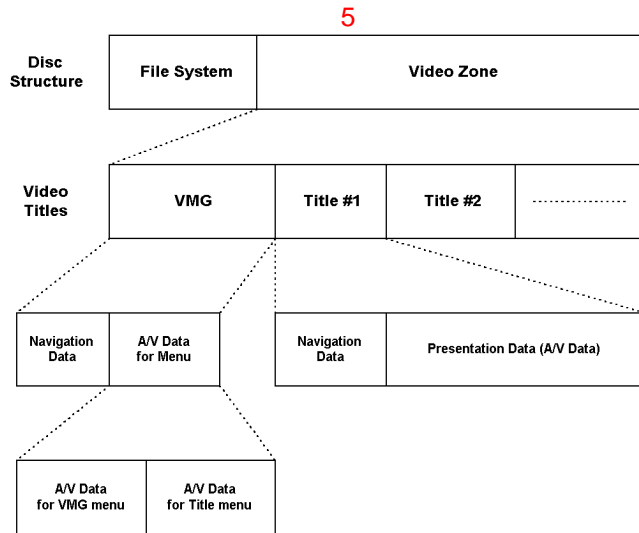 5
Disc
Structure
File System
Video Zone
Video
Titles
VMG
Title #1
Title #2
Navigation
Data
A/V Data
for Menu
Navigation
Data
Presentation Data (A/V Data)
A/V Data
for VMG menu
A/V Data
for Title menu